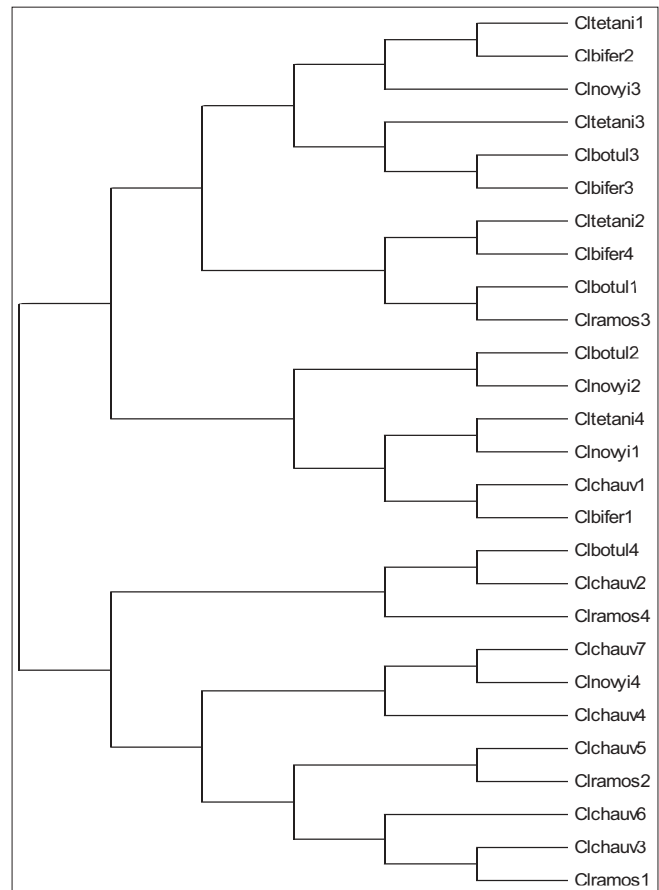 Cltetani1
Clbifer2
Clnovyi3
Cltetani3
Clbotul3
Clbifer3
Cltetani2
Clbifer4
Clbotul1
Clramos3
Clbotul2
Clnovyi2
Cltetani4
Clnovyi1
Clchauv1
Clbifer1
Clbotul4
Clchauv2
Clramos4
Clchauv7
Clnovyi4
Clchauv4
Clchauv5
Clramos2
Clchauv6
Clchauv3
Clramos1